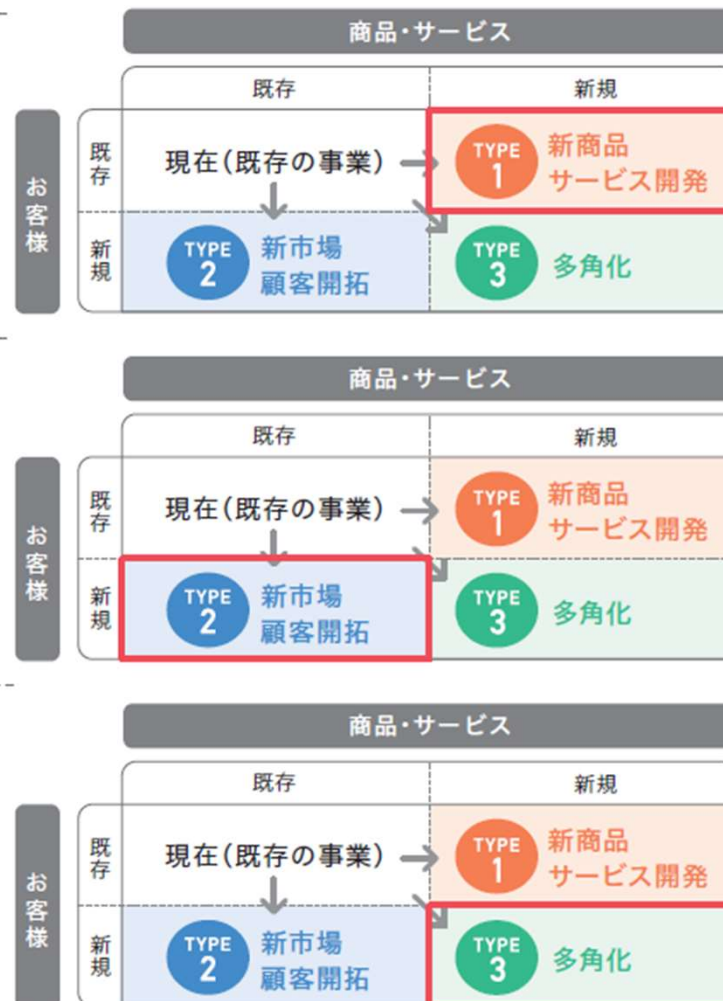 商品・サービス
既存
新規
お客様
既存
現在(既存の事業)
TYPE
1
新商品
サービス開発
新規
TYPE
2
新市場
顧客開拓
TYPE
3
多角化
商品・サービス
既存
新規
お客様
既存
現在(既存の事業)
TYPE
1
新商品
サービス開発
新規
TYPE
2
新市場
顧客開拓
TYPE
3
多角化
商品・サービス
既存
新規
お客様
既存
現在(既存の事業)
TYPE
1
新商品
サービス開発
新規
TYPE
2
新市場
顧客開拓
TYPE
3
多角化